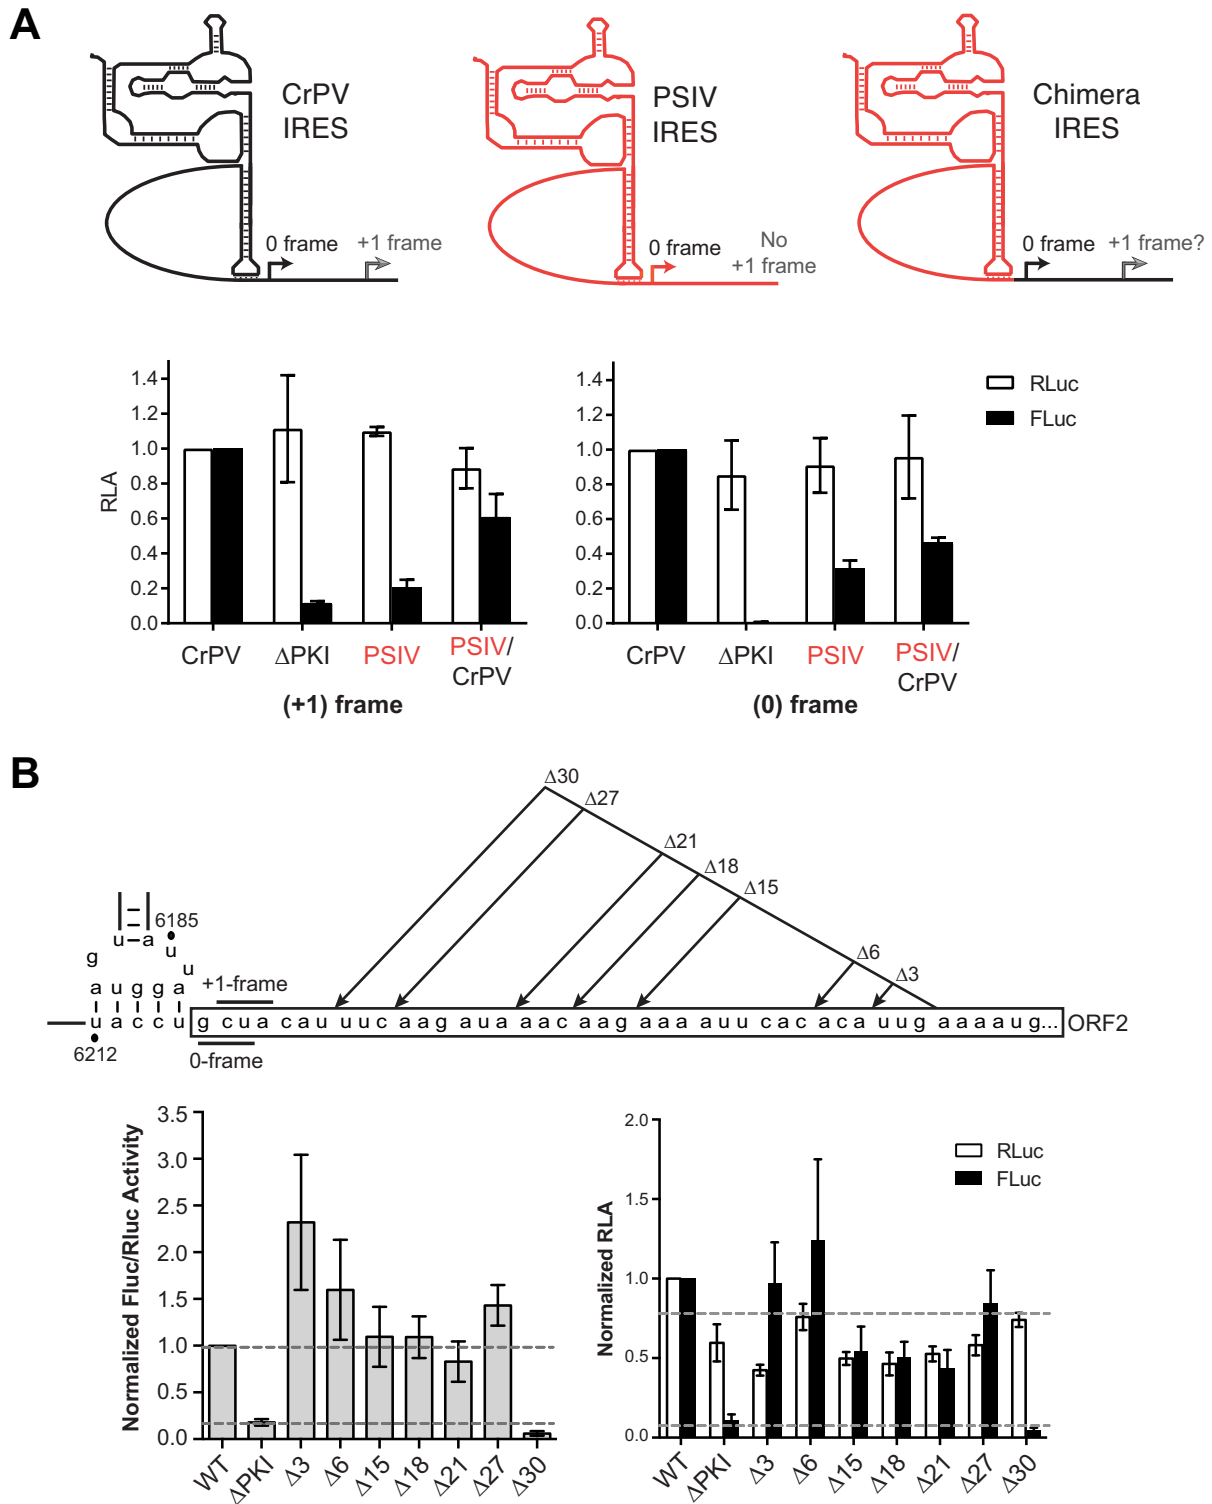 A
CrPV
IRES
0 frame
+1 frame
PSIV
IRES
0 frame
No
+1 frame
Chimera
IRES
0 frame
+1 frame?
RLA
1.4
1.2
1.0
0.8
0.6
0.4
0.2
0.0
CrPV
ΔPKI
PSIV
PSIV/
CrPV
(+1) frame
1.4
1.2
1.0
0.8
0.6
0.4
0.2
0.0
CrPV
ΔPKI
PSIV
PSIV/
CrPV
(0) frame
RLuc
FLuc
B
Δ30
Δ27
Δ21
Δ18
Δ15
Δ6
Δ3
6185
u a
g u
u
a u g g a
+1-frame
u a c c u g c u a c a u u u c a a g a u a a a c a a g a a a a u u c a c a c a u u g a a a a u g... ORF2
6212
0-frame
Normalized Fluc/Rluc Activity
3.5
3.0
2.5
2.0
1.5
1.0
0.5
0.0
WT
ΔPKI
Δ3
Δ6
Δ15
Δ18
Δ21
Δ27
Δ30
Normalized RLA
2.0
1.5
1.0
0.5
0.0
WT
ΔPKI
Δ3
Δ6
Δ15
Δ18
Δ21
Δ27
Δ30
RLuc
FLuc